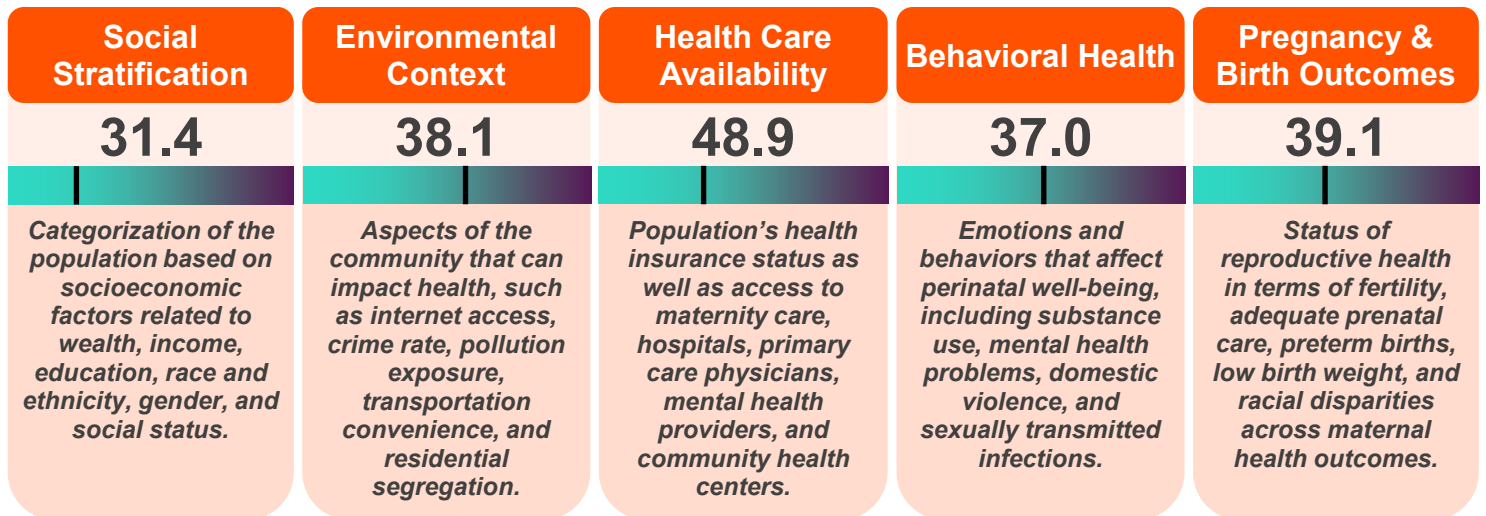 Social
Stratification
31.4
Categorization of the
population based on
socioeconomic
factors related to
wealth, income,
education, race and
ethnicity, gender, and
social status.
Environmental
Context
38.1
Aspects of the
community that can
impact health, such
as internet access,
crime rate, pollution
exposure,
transportation
convenience, and
residential
segregation.
Health Care
Availability
48.9
Population’s health
insurance status as
well as access to
maternity care,
hospitals, primary
care physicians,
mental health
providers, and
community health
centers.
Behavioral Health
37.0
Emotions and
behaviors that affect
perinatal well-being,
including substance
use, mental health
problems, domestic
violence, and
sexually transmitted
infections.
Pregnancy &
Birth Outcomes
39.1
Status of
reproductive health
in terms of fertility,
adequate prenatal
care, preterm births,
low birth weight, and
racial disparities
across maternal
health outcomes.